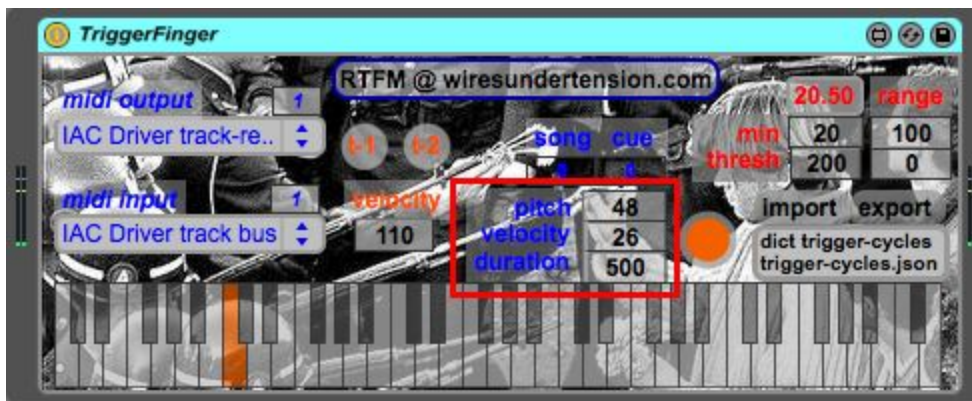 TriggerFinger
RTFM @ wiresundertension.com
midi output 1
IAC Driver track-re..
t-1 t-2
song cue
20.50 range
min 20 100
thresh 200 0
midi input 1
IAC Driver track bus
velocity
110
pitch 48
velocity 26
duration 500
import export
dict trigger-cycles
trigger-cycles.json
A